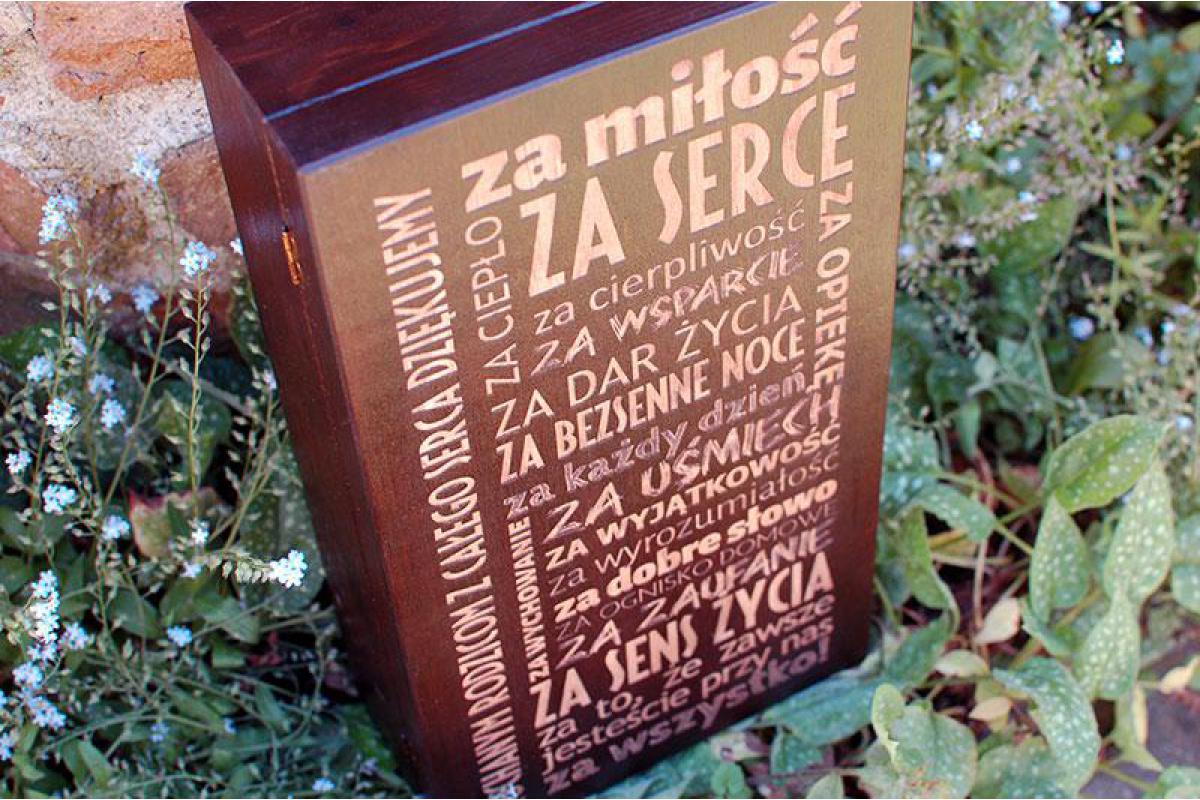 KOCHANYM RODZICOM Z CAŁEGO SERCA DZIĘKUJEMY
za miłość
ZA CIEPŁO
ZA SERCE
za cierpliwość
ZA WSPARCIE
ZA DAR ŻYCIA
ZA OPIEKĘ
ZA BEZSENNE NOCE
za każdy dzień
ZA WYCHOWANIE
ZA UŚMIECH
ZA WYJĄTKOWOŚĆ
za wyrozumiałość
za dobre słowo
ZA OGNISKO DOMOWE
ZA ZAUFANIE
ZA SENS ŻYCIA
za to, że zawsze
jesteście przy nas
za wszystko!